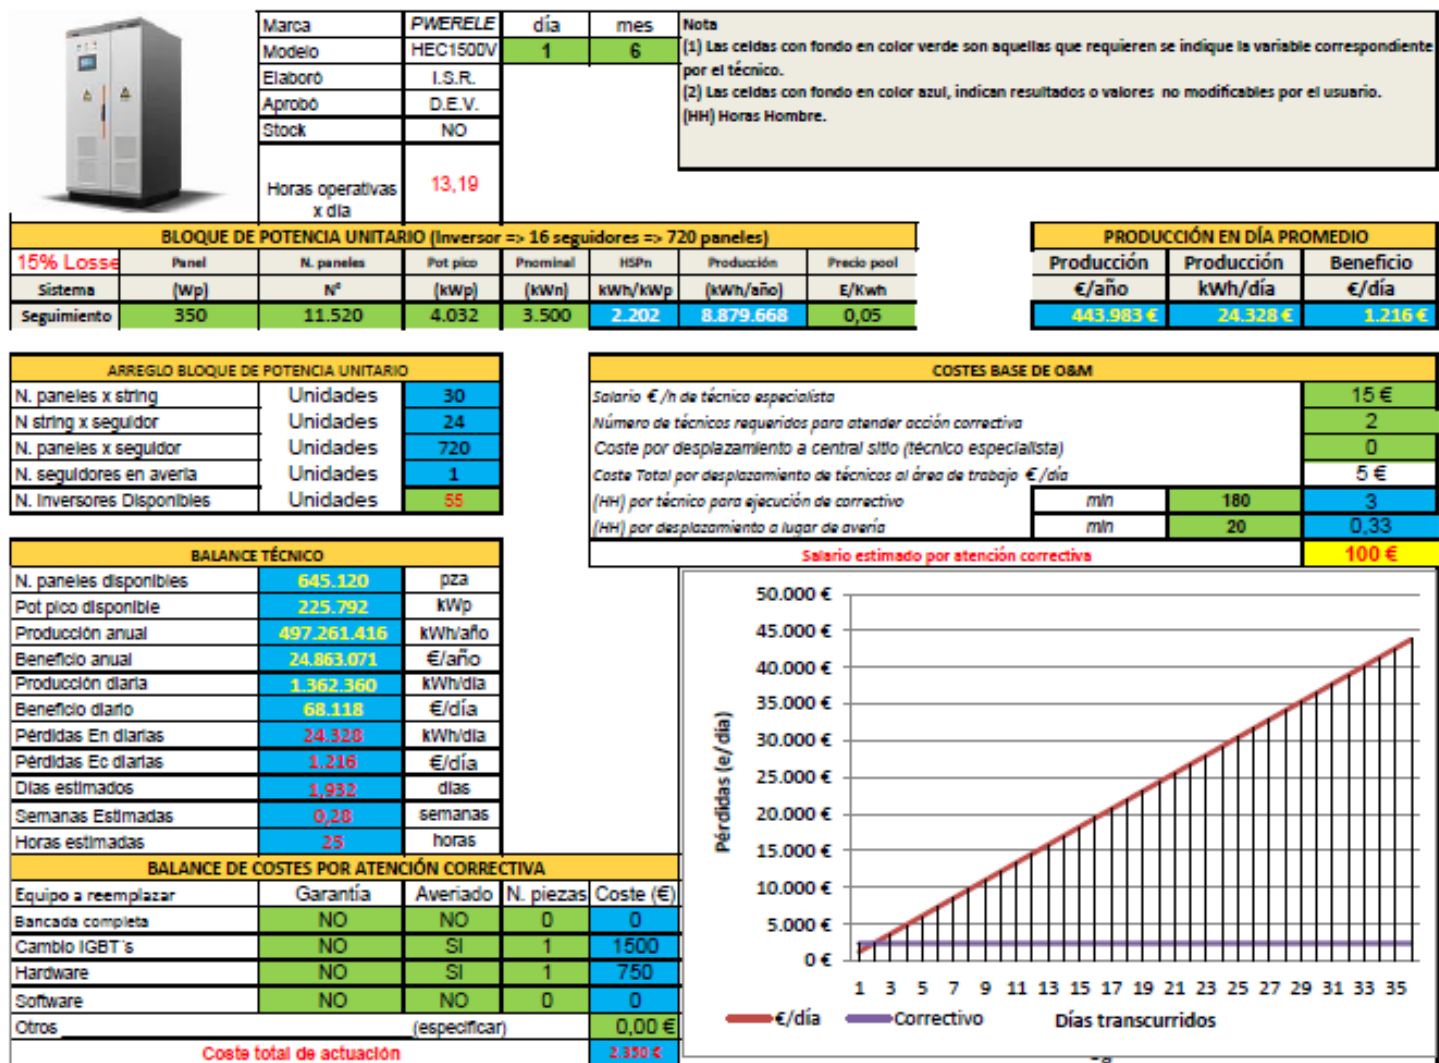 Marca PWERELE día mes
Modelo HEC1500V 1 6
Elaboró I.S.R.
Aprobó D.E.V.
Stock NO
Horas operativas x día 13,19
Nota
(1) Las celdas con fondo en color verde son aquellas que requieren se indique la variable correspondiente
por el técnico.
(2) Las celdas con fondo en color azul, indican resultados o valores no modificables por el usuario.
(HH) Horas Hombre.
BLOQUE DE POTENCIA UNITARIO (Inversor => 16 seguidores => 720 paneles)
15% Losse Panel N. paneles Pot pico Pnominal HSPn Producción Precio pool
Sistema (Wp) Nº (kWp) (kWn) kWh/kWp (kWh/año) E/Kwh
Seguimiento 350 11.520 4.032 3.500 2.202 8.879.668 0,05
PRODUCCIÓN EN DÍA PROMEDIO
Producción Producción Beneficio
€/año kWh/día €/día
443.983 € 24.328 € 1.216 €
ARREGLO BLOQUE DE POTENCIA UNITARIO
N. paneles x string Unidades 30
N string x seguidor Unidades 24
N. paneles x seguidor Unidades 720
N. seguidores en avería Unidades 1
N. Inversores Disponibles Unidades 55
COSTES BASE DE O&M
Salario € /h de técnico especialista 15 €
Número de técnicos requeridos para atender acción correctiva 2
Coste por desplazamiento a central sitio (técnico especialista) 0
Coste Total por desplazamiento de técnicos al área de trabajo €/día 5 €
(HH) por técnico para ejecución de correctivo min 180 3
(HH) por desplazamiento a lugar de avería min 20 0,33
Salario estimado por atención correctiva 100 €
BALANCE TÉCNICO
N. paneles disponibles 645.120 pza
Pot pico disponible 225.792 kWp
Producción anual 497.261.416 kWh/año
Beneficio anual 24.863.071 €/año
Producción diaria 1.362.360 kWh/día
Beneficio diario 68.118 €/día
Pérdidas En diarias 24.328 kWh/día
Pérdidas Ec diarias 1.216 €/día
Días estimados 1,932 días
Semanas Estimadas 0,28 semanas
Horas estimadas 25 horas
BALANCE DE COSTES POR ATENCIÓN CORRECTIVA
Equipo a reemplazar Garantía Averiado N. piezas Coste (€)
Bancada completa NO NO 0 0
Cambio IGBT´s NO SI 1 1500
Hardware NO SI 1 750
Software NO NO 0 0
Otros (especificar) 0,00 €
Coste total de actuación 2.350 €
Pérdidas (e/día)
50.000 €
45.000 €
40.000 €
35.000 €
30.000 €
25.000 €
20.000 €
15.000 €
10.000 €
5.000 €
0 €
1 3 5 7 9 11 13 15 17 19 21 23 25 27 29 31 33 35
€/día Correctivo Días transcurridos